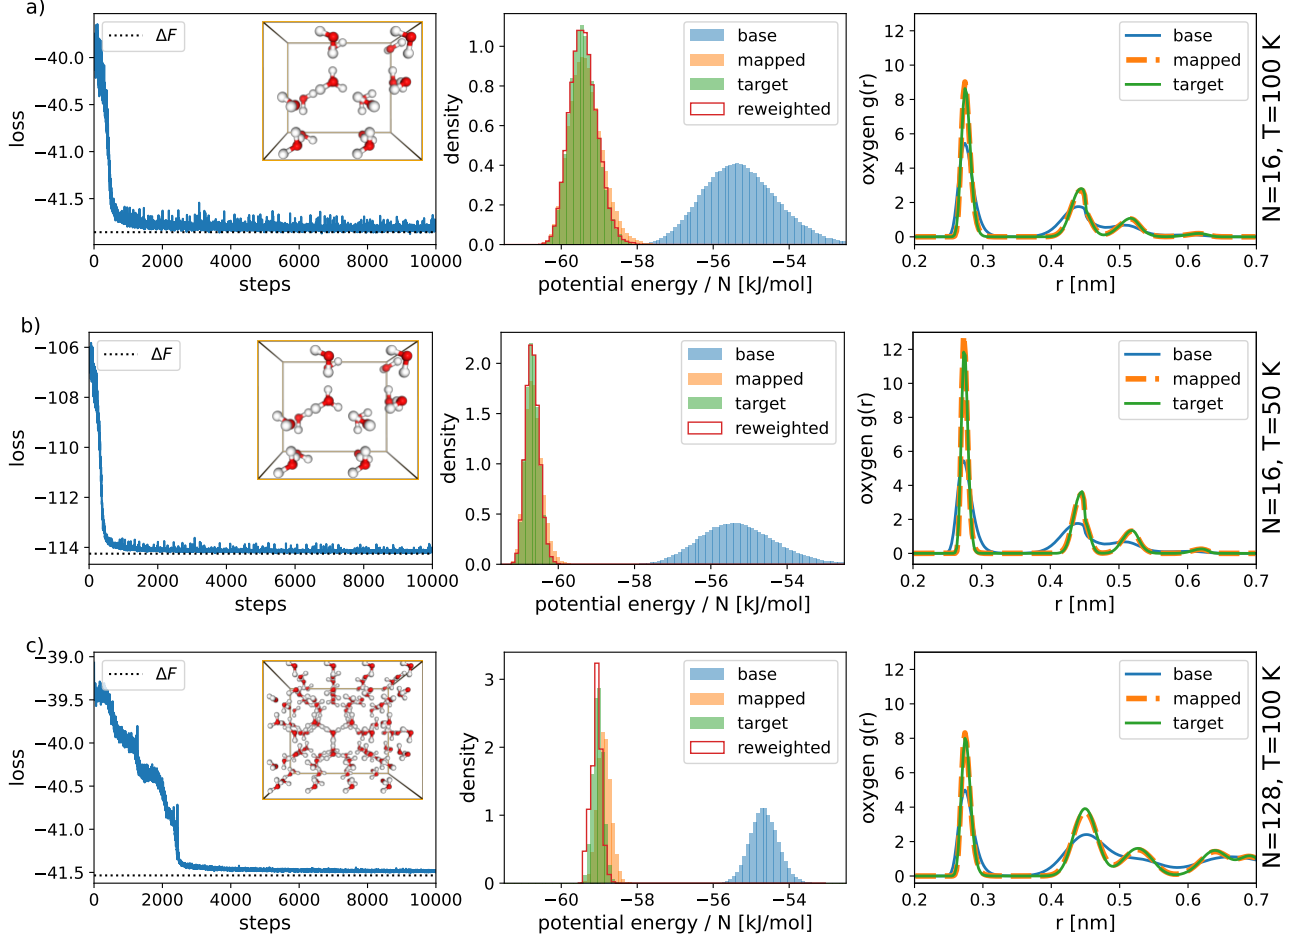 a)
−40.0
−40.5
−41.0
−41.5
loss
ΔF
0 2000 4000 6000 8000 10000
steps
1.0
0.8
0.6
0.4
0.2
0.0
density
base
mapped
target
reweighted
−60 −58 −56 −54
potential energy / N [kJ/mol]
12
10
8
6
4
2
0
oxygen g(r)
base
mapped
target
0.2 0.3 0.4 0.5 0.6 0.7
r [nm]
N=16, T=100 K
b)
−106
−108
−110
−112
−114
loss
ΔF
0 2000 4000 6000 8000 10000
steps
2.0
1.5
1.0
0.5
0.0
density
base
mapped
target
reweighted
−60 −58 −56 −54
potential energy / N [kJ/mol]
12
10
8
6
4
2
0
oxygen g(r)
base
mapped
target
0.2 0.3 0.4 0.5 0.6 0.7
r [nm]
N=16, T=50 K
c)
−39.0
−39.5
−40.0
−40.5
−41.0
−41.5
loss
ΔF
0 2000 4000 6000 8000 10000
steps
3
2
1
0
density
base
mapped
target
reweighted
−60 −58 −56 −54
potential energy / N [kJ/mol]
12
10
8
6
4
2
0
oxygen g(r)
base
mapped
target
0.2 0.3 0.4 0.5 0.6 0.7
r [nm]
N=128, T=100 K